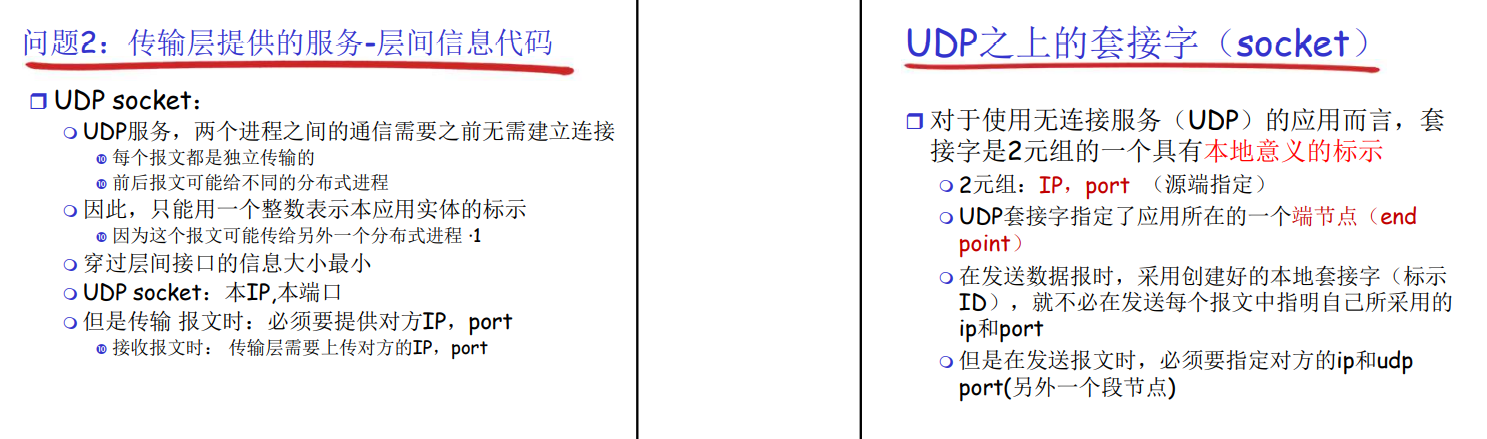 问题2：传输层提供的服务-层间信息代码
UDP socket：
UDP服务，两个进程之间的通信需要之前无需建立连接
每个报文都是独立传输的
前后报文可能给不同的分布式进程
因此，只能用一个整数表示本应用实体的标示
因为这个报文可能传给另外一个分布式进程 ·1
穿过层间接口的信息大小最小
UDP socket：本IP,本端口
但是传输 报文时：必须要提供对方IP，port
接收报文时： 传输层需要上传对方的IP，port
UDP之上的套接字（socket）
对于使用无连接服务（UDP）的应用而言，套
接字是2元组的一个具有本地意义的标示
2元组：IP，port （源端指定）
UDP套接字指定了应用所在的一个端节点（end
point）
在发送数据报时，采用创建好的本地套接字（标示
ID），就不必在发送每个报文中指明自己所采用的
ip和port
但是在发送报文时，必须要指定对方的ip和udp
port(另外一个段节点)